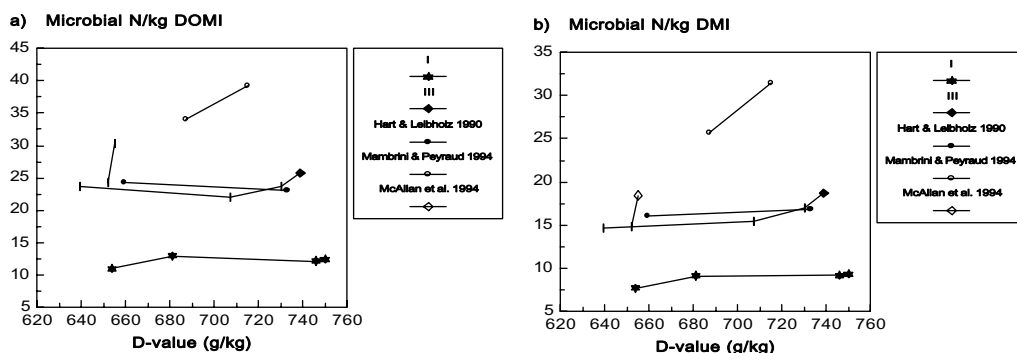 a) Microbial N/kg DOMI
45
40
35
30
25
20
15
10
5
620 640 660 680 700 720 740 760
D-value (g/kg)
I
III
Hart & Leibholz 1990
Mambrini & Peyraud 1994
McAllan et al. 1994
b) Microbial N/kg DMI
35
30
25
20
15
10
5
620 640 660 680 700 720 740 760
D-value (g/kg)
I
III
Hart & Leibholz 1990
Mambrini & Peyraud 1994
McAllan et al. 1994